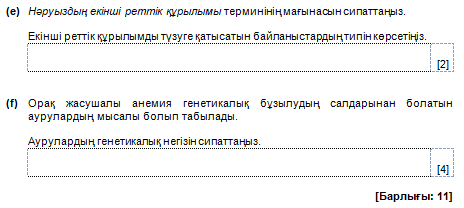 (e) Нәруыздың екінші реттік құрылымы терминінің мағынасын сипаттаңыз.
Екінші реттік құрылымды түзуге қатысатын байланыстардың типін көрсетіңіз.
[2]
(f) Орақ жасушалы анемия генетикалық бұзылудың салдарынан болатын
аурулардың мысалы болып табылады.
Аурулардың генетикалық негізін сипаттаңыз.
[4]
[Барлығы: 11]